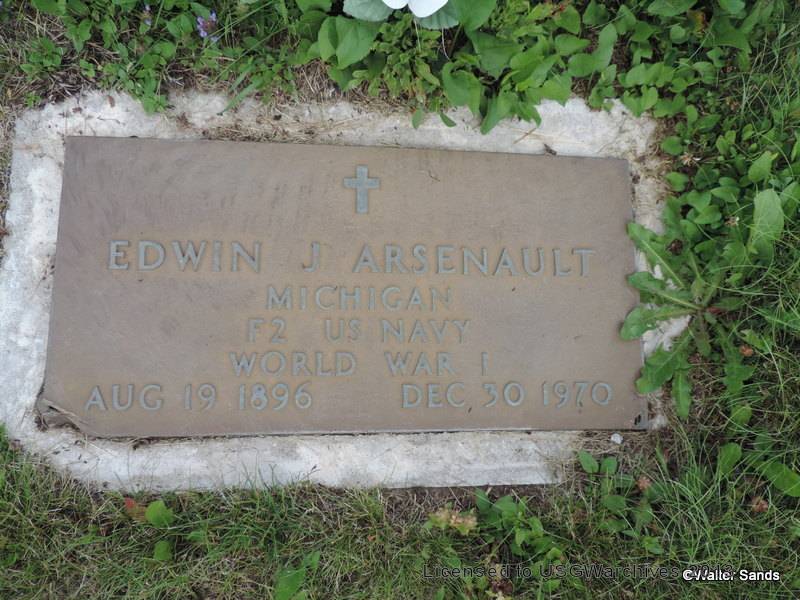 EDWIN J ARSENAULT
MICHIGAN
F2 US NAVY
WORLD WAR I
AUG 19 1896 DEC 30 1970
Licensed to USGWarchives 2013
©Walter Sands